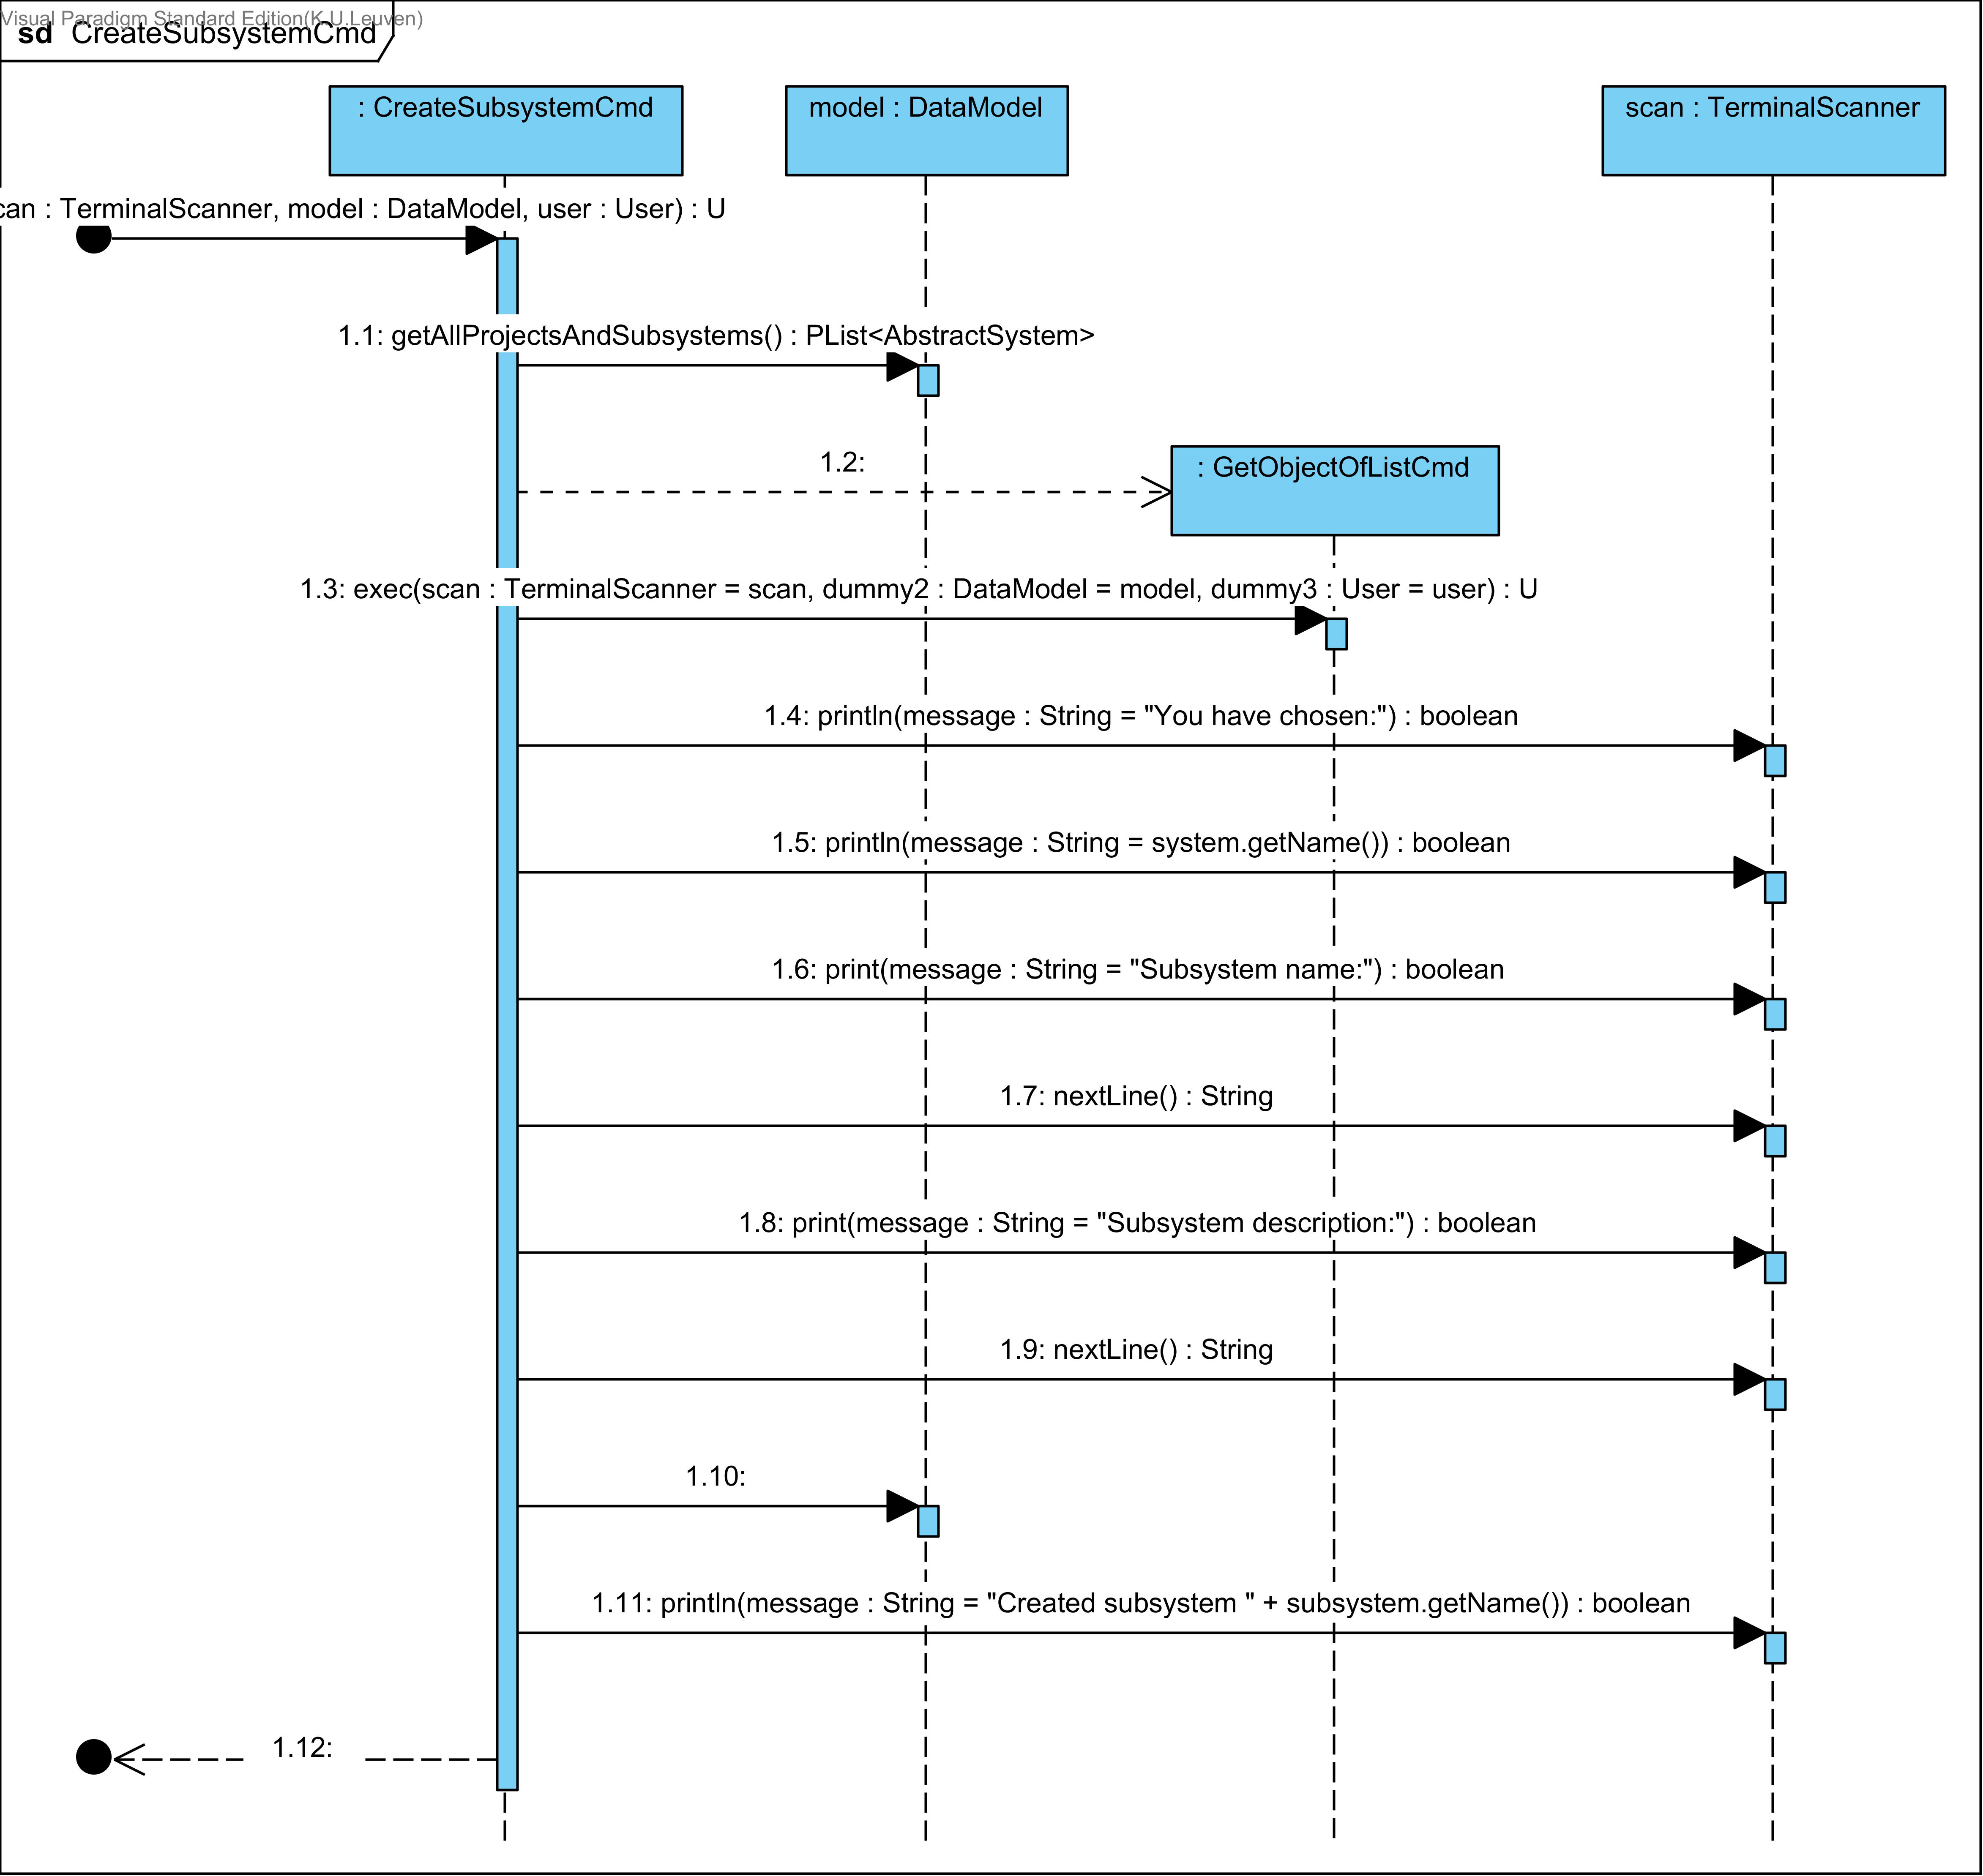 Visual Paradigm Standard Edition(K.U.Leuven)
sd CreateSubsystemCmd
: CreateSubsystemCmd
model : DataModel
scan : TerminalScanner
can : TerminalScanner, model : DataModel, user : User) : U
1.1: getAllProjectsAndSubsystems() : PList<AbstractSystem>
1.2:
: GetObjectOfListCmd
1.3: exec(scan : TerminalScanner = scan, dummy2 : DataModel = model, dummy3 : User = user) : U
1.4: println(message : String = "You have chosen:") : boolean
1.5: println(message : String = system.getName()) : boolean
1.6: print(message : String = "Subsystem name:") : boolean
1.7: nextLine() : String
1.8: print(message : String = "Subsystem description:") : boolean
1.9: nextLine() : String
1.10:
1.11: println(message : String = "Created subsystem " + subsystem.getName()) : boolean
1.12: